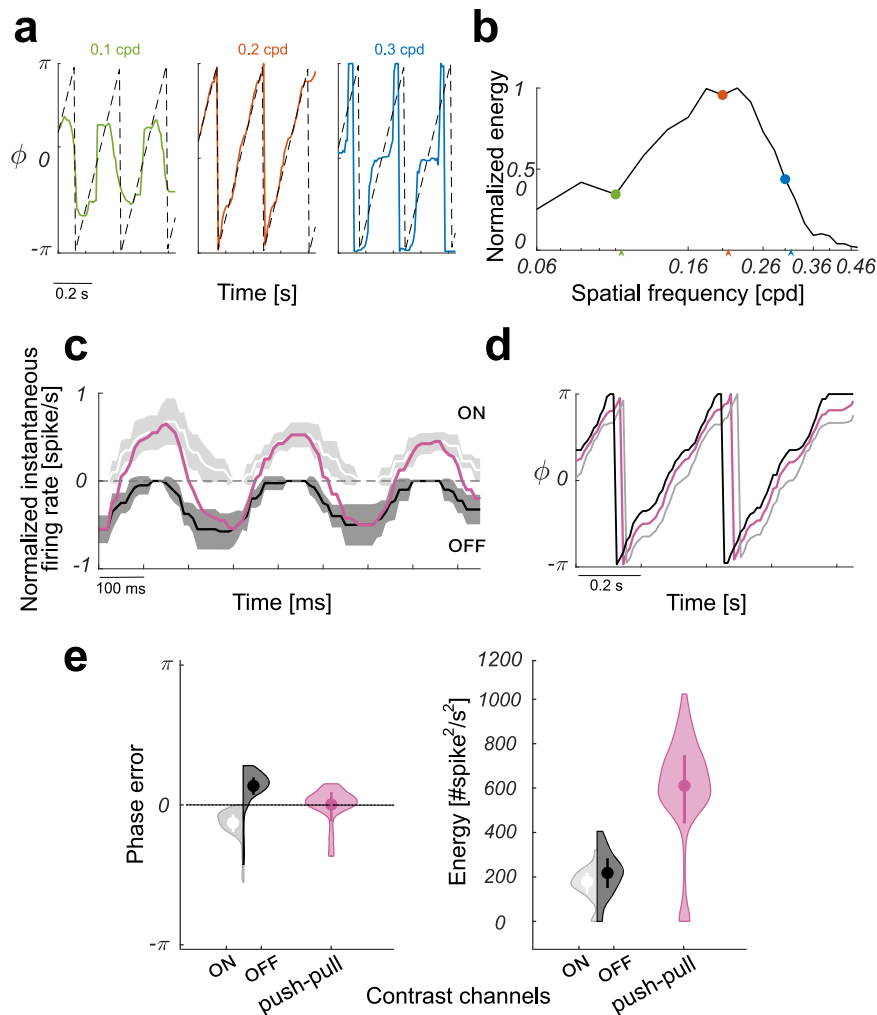 a
0.1 cpd
0.2 cpd
0.3 cpd
π
ϕ
0
-π
0.2 s
Time [s]
b
Normalized energy
1
0.5
0
0
0.06
0.16
0.26
0.36
0.46
Spatial frequency [cpd]
c
Normalized instantaneous
firing rate [spike/s]
1
0
-1
ON
OFF
100 ms
Time [ms]
d
π
ϕ
0
-π
0.2 s
Time [s]
e
Phase error
π
0
-π
ON
OFF
push-pull
Energy [#spike²/s²]
1200
1000
800
600
400
200
0
ON
OFF
push-pull
Contrast channels